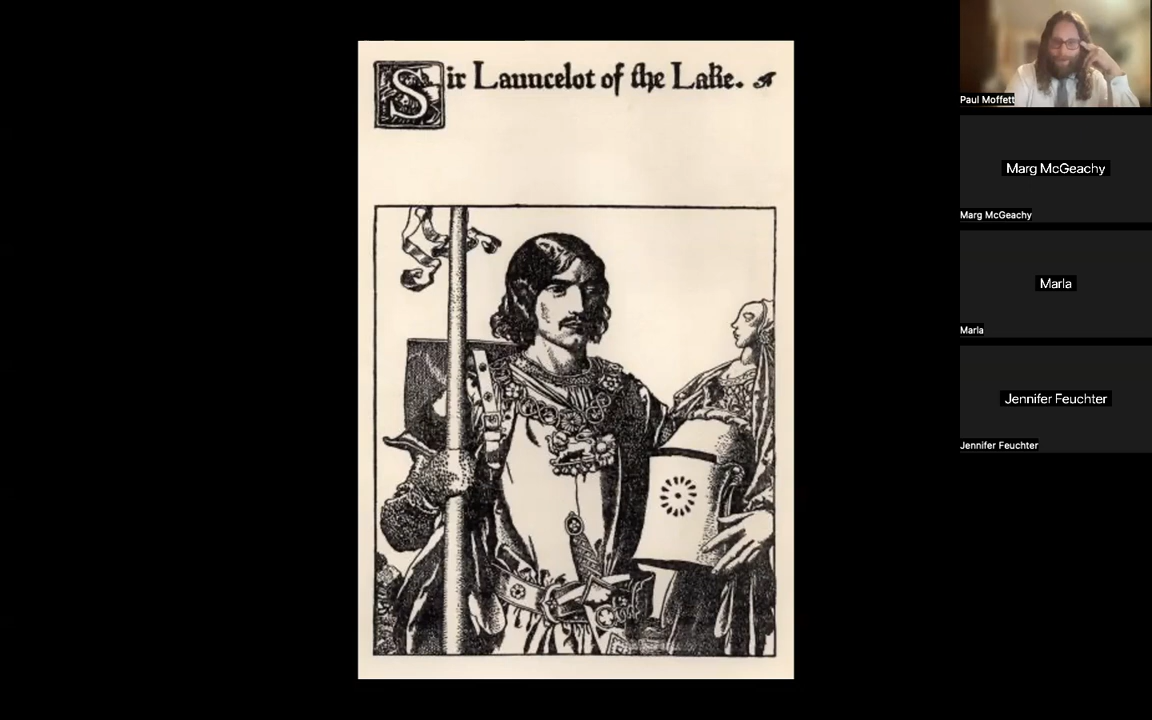 Sir Launcelot of the Lake.
Paul Moffett
Marg McGeachy
Marg McGeachy
Marla
Marla
Jennifer Feuchter
Jennifer Feuchter